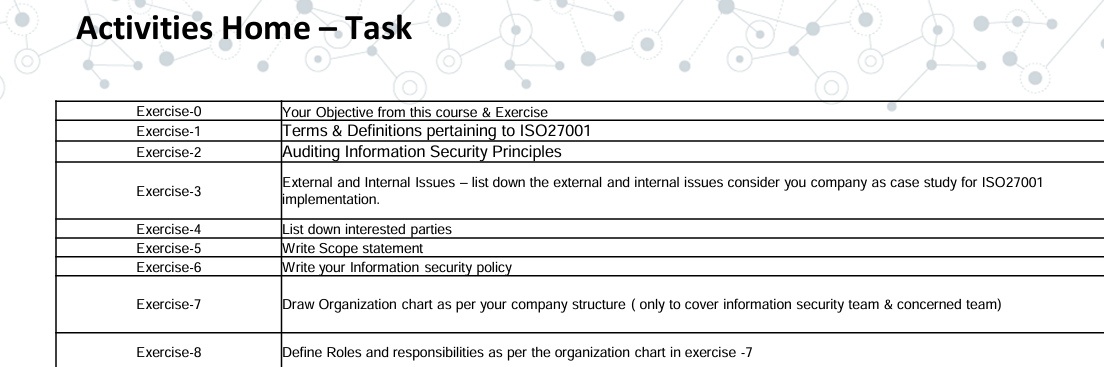 Activities Home – Task
Exercise-0 Your Objective from this course & Exercise
Exercise-1 Terms & Definitions pertaining to ISO27001
Exercise-2 Auditing Information Security Principles
Exercise-3 External and Internal Issues – list down the external and internal issues consider you company as case study for ISO27001
implementation.
Exercise-4 List down interested parties
Exercise-5 Write Scope statement
Exercise-6 Write your Information security policy
Exercise-7 Draw Organization chart as per your company structure ( only to cover information security team & concerned team)
Exercise-8 Define Roles and responsibilities as per the organization chart in exercise -7